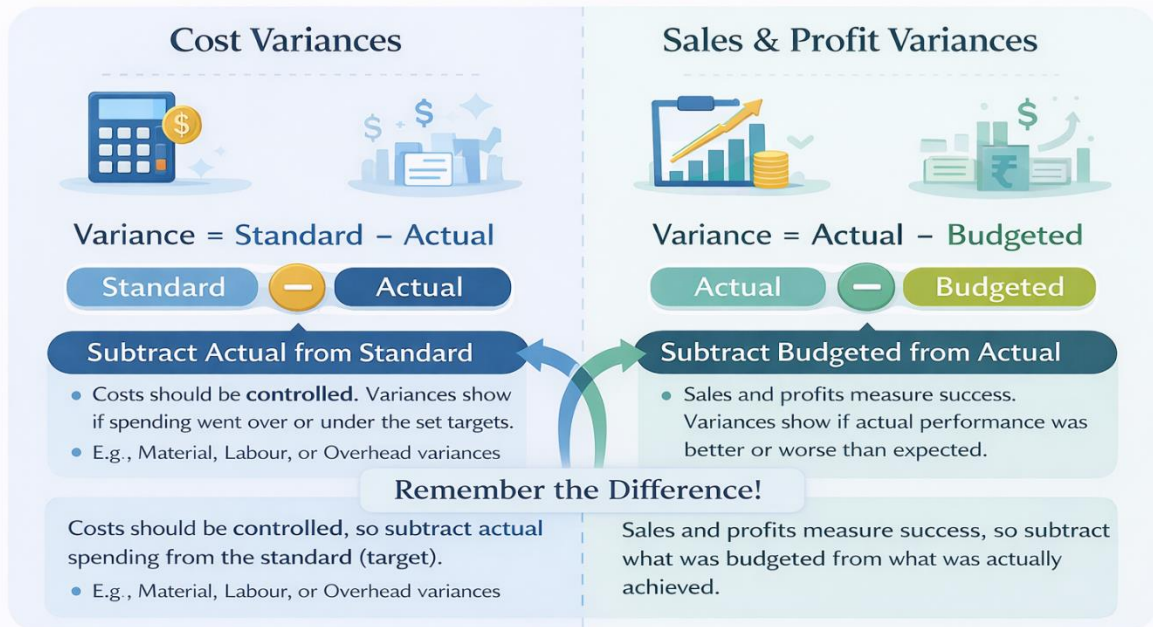 Cost Variances
$
$ $
Variance = Standard – Actual
Standard – Actual
Subtract Actual from Standard
• Costs should be controlled. Variances show
if spending went over or under the set targets.
• E.g., Material, Labour, or Overhead variances
Sales & Profit Variances
$
₹
Variance = Actual – Budgeted
Actual – Budgeted
Subtract Budgeted from Actual
• Sales and profits measure success.
Variances show if actual performance was
better or worse than expected.
Remember the Difference!
Costs should be controlled, so subtract actual
spending from the standard (target).
• E.g., Material, Labour, or Overhead variances
Sales and profits measure success, so subtract
what was budgeted from what was actually
achieved.